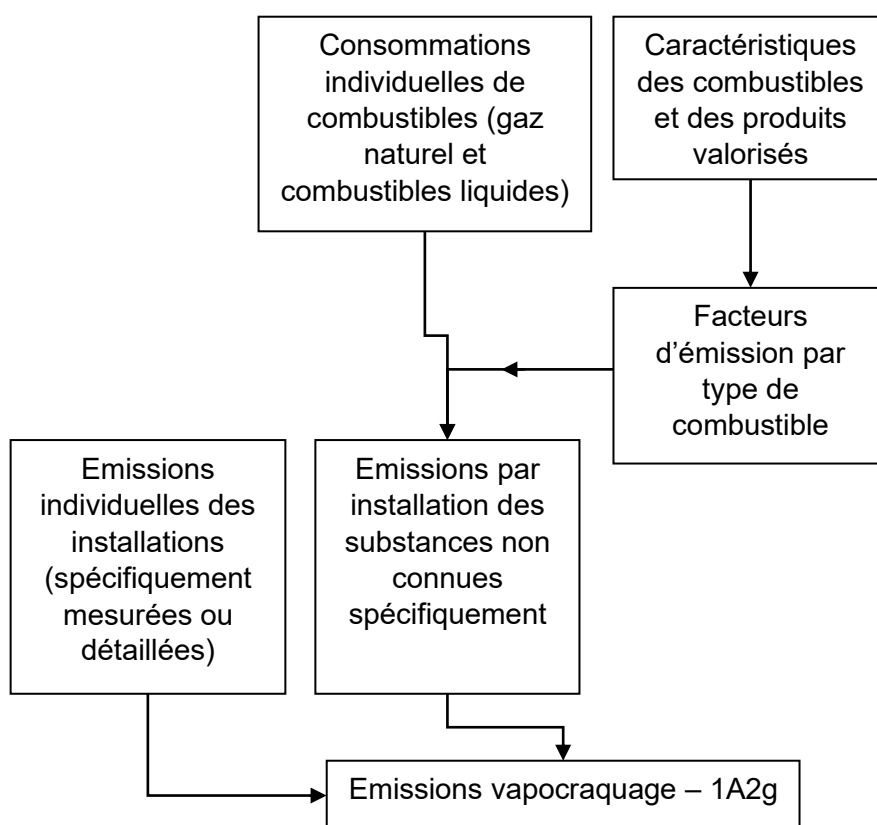 Consommations
individuelles de
combustibles (gaz
naturel et
combustibles liquides)
Caractéristiques
des combustibles
et des produits
valorisés
Facteurs
d’émission par
type de
combustible
Emissions
individuelles des
installations
(spécifiquement
mesurées ou
détaillées)
Emissions par
installation des
substances non
connues
spécifiquement
Emissions vapocraquage – 1A2g